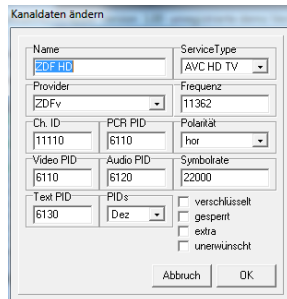 Kanaldaten ändern
Name
ServiceType
ZDF HD
AVC HD TV
Provider
Frequenz
ZDFv
11362
Ch. ID
PCR PID
Polarität
11110
6110
hor
Video PID
Audio PID
Symbolrate
6110
6120
22000
Text PID
PIDs
6130
Dez
verschlüsselt
gesperrt
extra
unerwünscht
Abbruch
OK